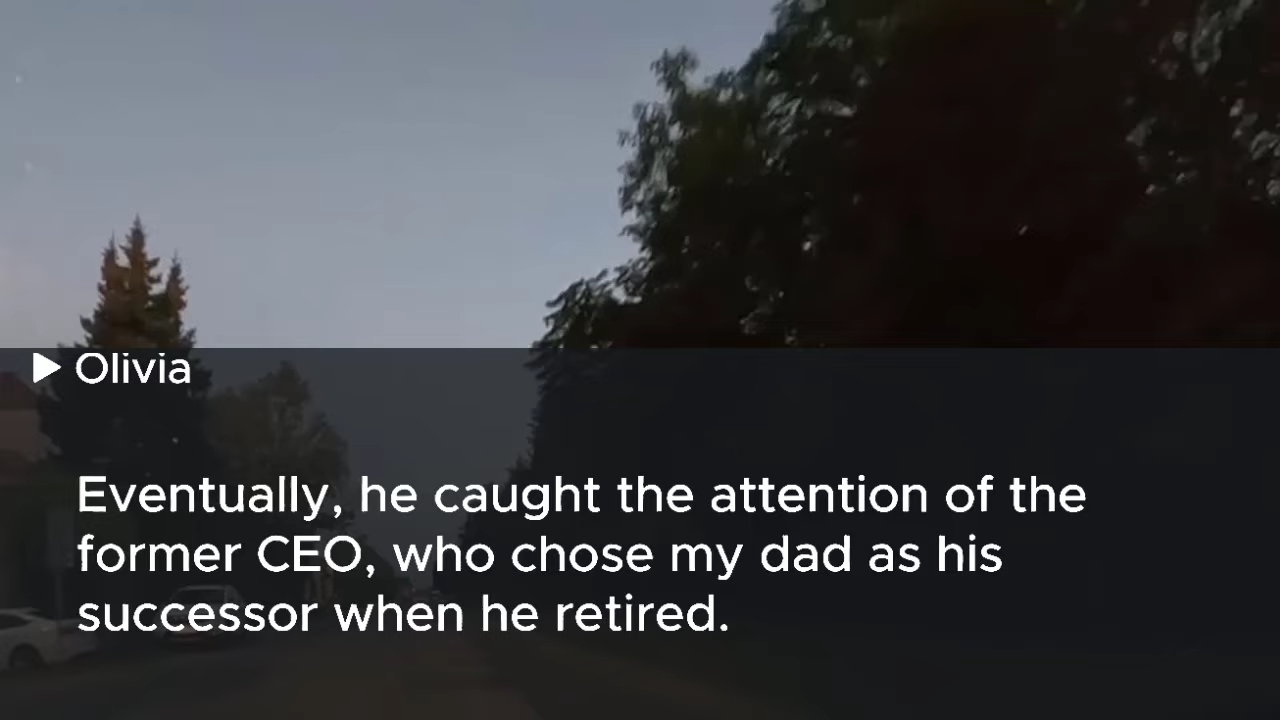 Olivia
Eventually, he caught the attention of the
former CEO, who chose my dad as his
successor when he retired.